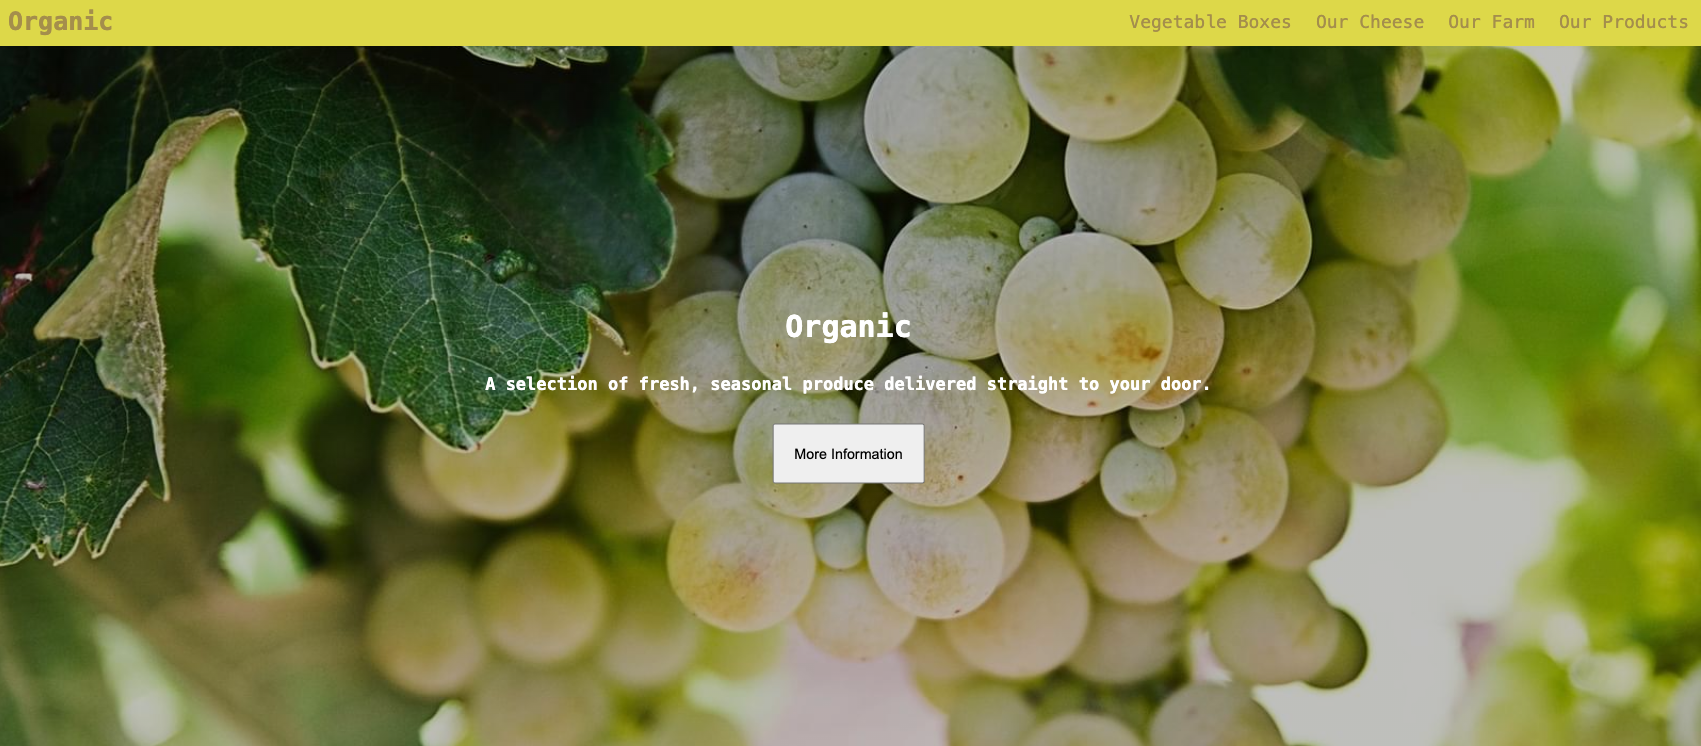 Organic
Vegetable Boxes Our Cheese Our Farm Our Products
Organic
A selection of fresh, seasonal produce delivered straight to your door.
More Information